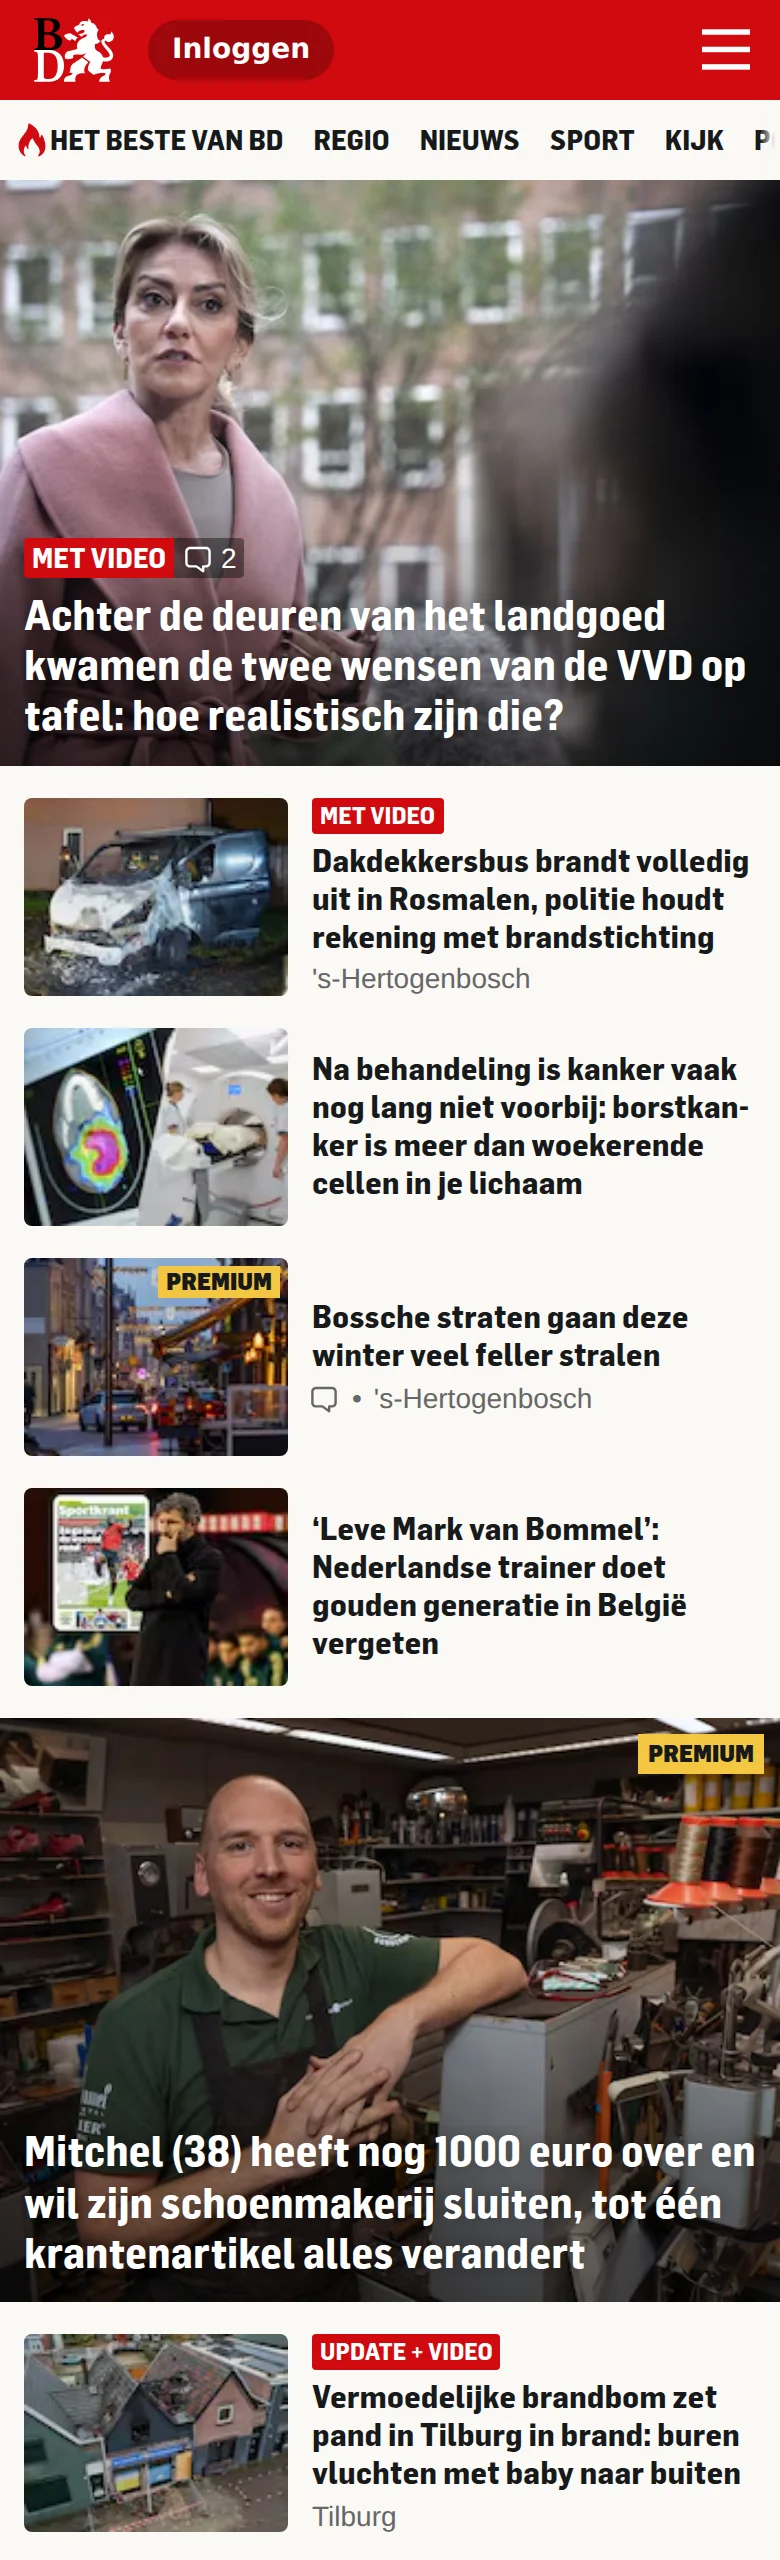 BD
Inloggen
HET BESTE VAN BD REGIO NIEUWS SPORT KIJK
MET VIDEO 2
Achter de deuren van het landgoed
kwamen de twee wensen van de VVD op
tafel: hoe realistisch zijn die?
MET VIDEO
Dakdekkersbus brandt volledig
uit in Rosmalen, politie houdt
rekening met brandstichting
's-Hertogenbosch
Na behandeling is kanker vaak
nog lang niet voorbij: borstkan-
ker is meer dan woekerende
cellen in je lichaam
PREMIUM
Bossche straten gaan deze
winter veel feller stralen
• 's-Hertogenbosch
Sportkrant
‘Leve Mark van Bommel’:
Nederlandse trainer doet
gouden generatie in België
vergeten
PREMIUM
Mitchel (38) heeft nog 1000 euro over en
wil zijn schoenmakerij sluiten, tot één
krantenartikel alles verandert
UPDATE + VIDEO
Vermoedelijke brandbom zet
pand in Tilburg in brand: buren
vluchten met baby naar buiten
Tilburg